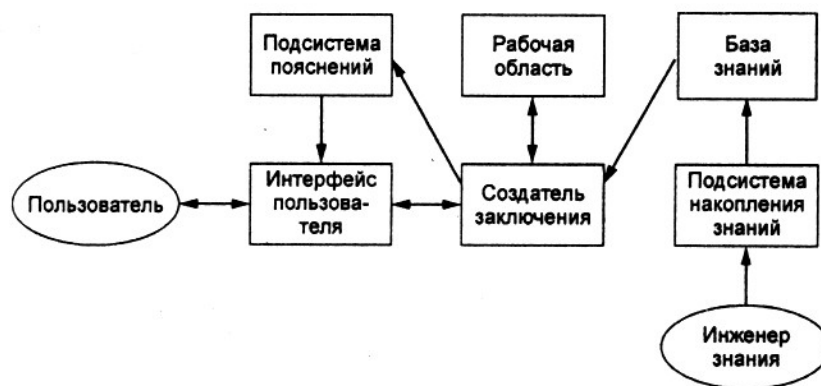 Подсистема
пояснений
Рабочая
область
База
знаний
Пользователь
Интерфейс
пользова-
теля
Создатель
заключения
Подсистема
накопления
знаний
Инженер
знания